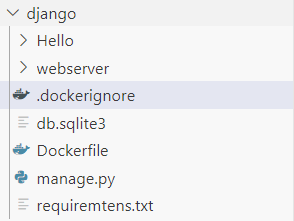 django
Hello
webserver
.dockerignore
db.sqlite3
Dockerfile
manage.py
requiremtens.txt